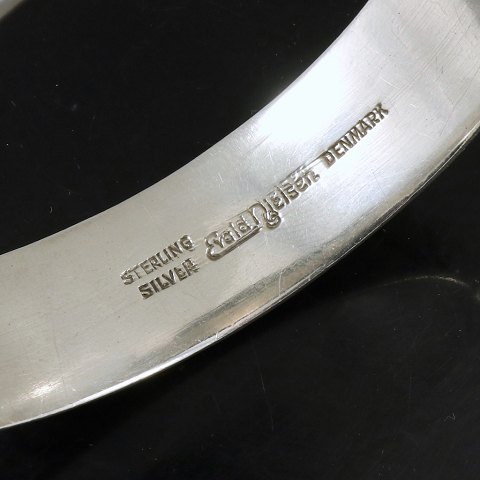 STERLING
SILVER
Evald Nielsen
DENMARK